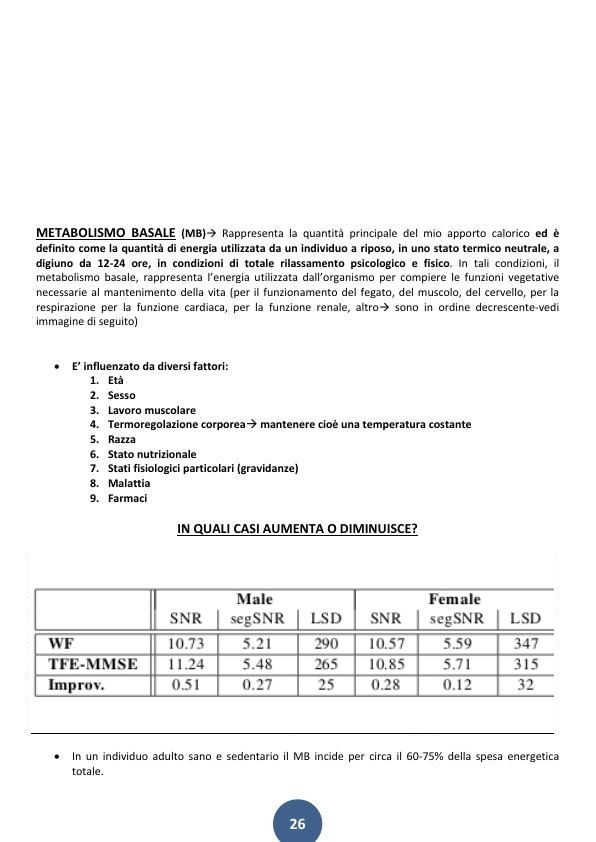 METABOLISMO BASALE (MB)→ Rappresenta la quantità principale del mio apporto calorico ed è
definito come la quantità di energia utilizzata da un individuo a riposo, in uno stato termico neutrale, a
digiuno da 12-24 ore, in condizioni di totale rilassamento psicologico e fisico. In tali condizioni, il
metabolismo basale, rappresenta l'energia utilizzata dall'organismo per compiere le funzioni vegetative
necessarie al mantenimento della vita (per il funzionamento del fegato, del muscolo, del cervello, per la
respirazione per la funzione cardiaca, per la funzione renale, altro→ sono in ordine decrescente-vedi
immagine di seguito)
• E' influenzato da diversi fattori:
1. Età
2. Sesso
3. Lavoro muscolare
4. Termoregolazione corporea→ mantenere cioè una temperatura costante
5. Razza
6. Stato nutrizionale
7. Stati fisiologici particolari (gravidanze)
8. Malattia
9. Farmaci
IN QUALI CASI AUMENTA O DIMINUISCE?
Male Female
SNR segSNR LSD SNR segSNR LSD
WF 10.73 5.21 290 10.57 5.59 347
TFE-MMSE 11.24 5.48 265 10.85 5.71 315
Improv. 0.51 0.27 25 0.28 0.12 32
• In un individuo adulto sano e sedentario il MB incide per circa il 60-75% della spesa energetica
totale.
26